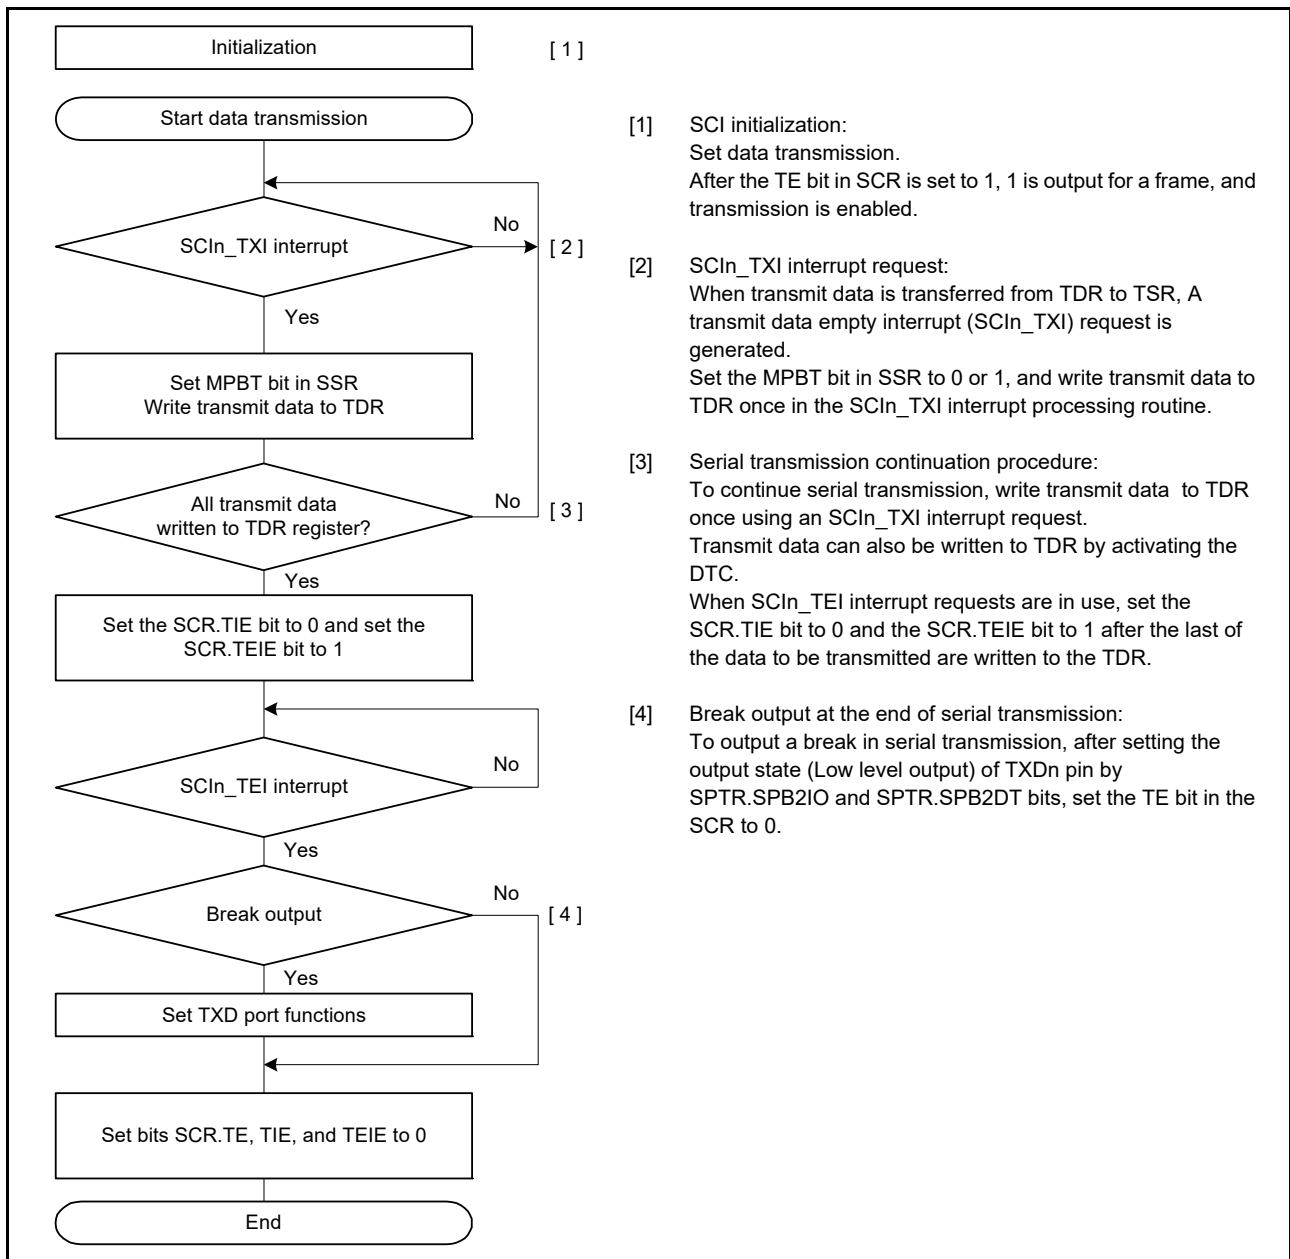 Initialization
[ 1 ]
Start data transmission
No
SCIn_TXI interrupt
[ 2 ]
Yes
Set MPBT bit in SSR
Write transmit data to TDR
All transmit data
written to TDR register?
No
[ 3 ]
Yes
Set the SCR.TIE bit to 0 and set the
SCR.TEIE bit to 1
No
SCIn_TEI interrupt
Yes
No
Break output
[ 4 ]
Yes
Set TXD port functions
Set bits SCR.TE, TIE, and TEIE to 0
End
[1] SCI initialization:
Set data transmission.
After the TE bit in SCR is set to 1, 1 is output for a frame, and
transmission is enabled.
[2] SCIn_TXI interrupt request:
When transmit data is transferred from TDR to TSR, A
transmit data empty interrupt (SCIn_TXI) request is
generated.
Set the MPBT bit in SSR to 0 or 1, and write transmit data to
TDR once in the SCIn_TXI interrupt processing routine.
[3] Serial transmission continuation procedure:
To continue serial transmission, write transmit data to TDR
once using an SCIn_TXI interrupt request.
Transmit data can also be written to TDR by activating the
DTC.
When SCIn_TEI interrupt requests are in use, set the
SCR.TIE bit to 0 and the SCR.TEIE bit to 1 after the last of
the data to be transmitted are written to the TDR.
[4] Break output at the end of serial transmission:
To output a break in serial transmission, after setting the
output state (Low level output) of TXDn pin by
SPTR.SPB2IO and SPTR.SPB2DT bits, set the TE bit in the
SCR to 0.